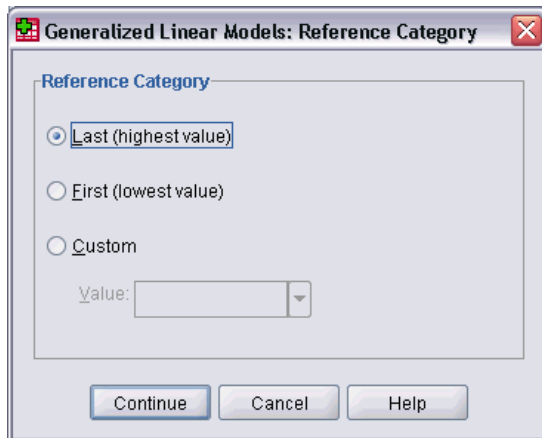 Generalized Linear Models: Reference Category
Reference Category
Last (highest value)
First (lowest value)
Custom
Value:
Continue Cancel Help